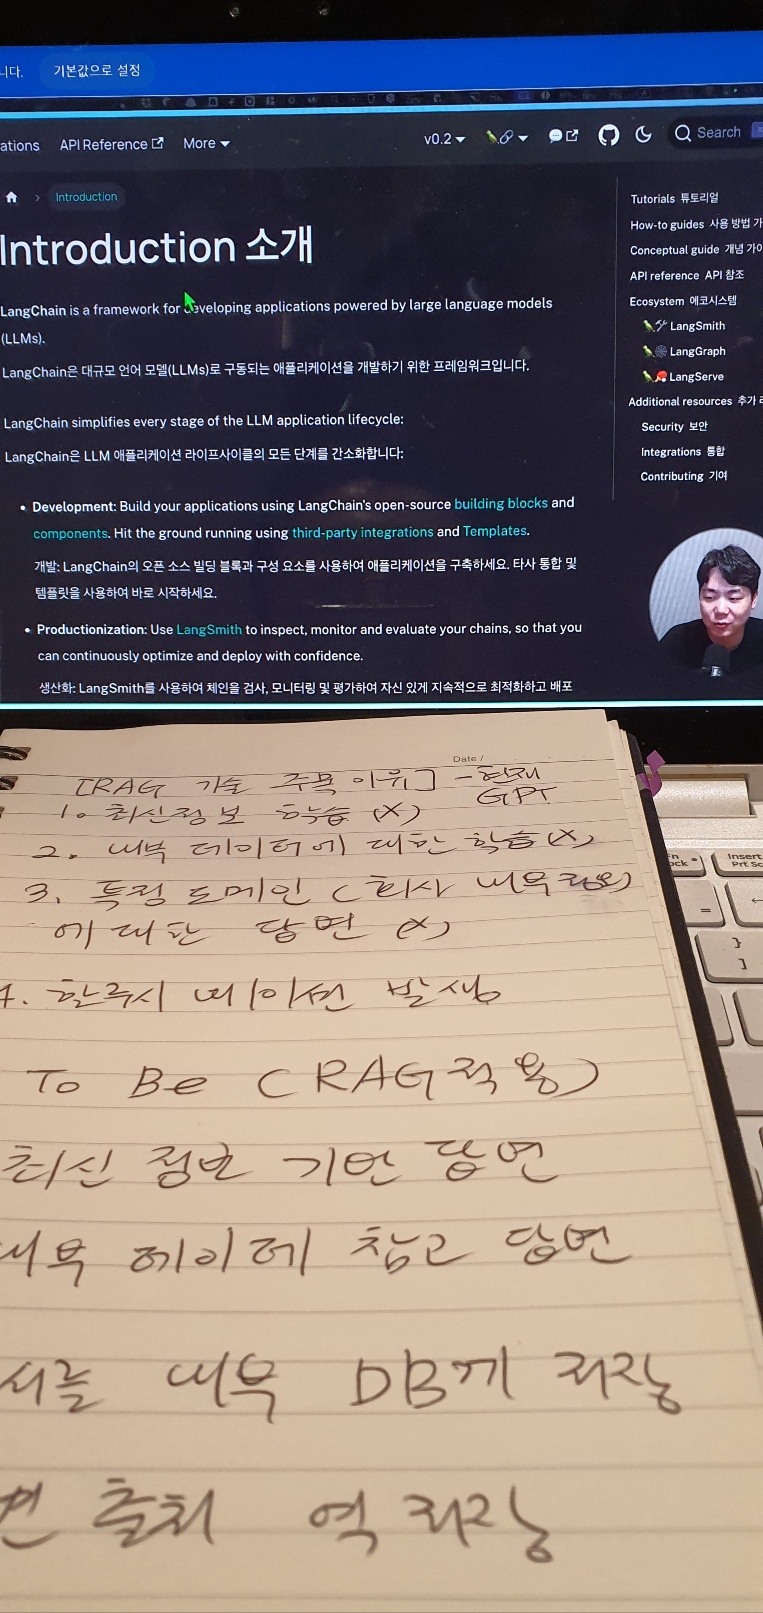 니다. 기본값으로 설정
ations API Reference More v0.2 Search
Introduction
Introduction 소개
LangChain is a framework for developing applications powered by large language models
(LLMs).
LangChain은 대규모 언어 모델(LLMs)로 구동되는 애플리케이션을 개발하기 위한 프레임워크입니다.
LangChain simplifies every stage of the LLM application lifecycle:
LangChain은 LLM 애플리케이션 라이프사이클의 모든 단계를 간소화합니다:
• Development: Build your applications using LangChain's open-source building blocks and
components. Hit the ground running using third-party integrations and Templates.
개발: LangChain의 오픈 소스 빌딩 블록과 구성 요소를 사용하여 애플리케이션을 구축하세요. 타사 통합 및
템플릿을 사용하여 바로 시작하세요.
• Productionization: Use LangSmith to inspect, monitor and evaluate your chains, so that you
can continuously optimize and deploy with confidence.
생산화: LangSmith를 사용하여 체인을 검사, 모니터링 및 평가하여 자신 있게 지속적으로 최적화하고 배포
Tutorials 튜토리얼
How-to guides 사용 방법 가
Conceptual guide 개념 가이
API reference API 참조
Ecosystem 에코시스템
LangSmith
LangGraph
LangServe
Additional resources 추가
Security 보안
Integrations 통합
Contributing 기여
Date /
[RAG 기술 주목 이유] - 현재
GPT
1. 최신정보 학습 (X)
2. 내부 데이터에 대한 학습 (X)
3. 특정 도메인 (회사 내부
에 대한 답변 (X)
4. 할루시네이션 발생
To Be (RAG적용)
최신 정보 기반 답변
내부 데이터 참고 답변
서를 내부 DB에 저장
변 출처 역
Insert
Prt Sc
=
}
]